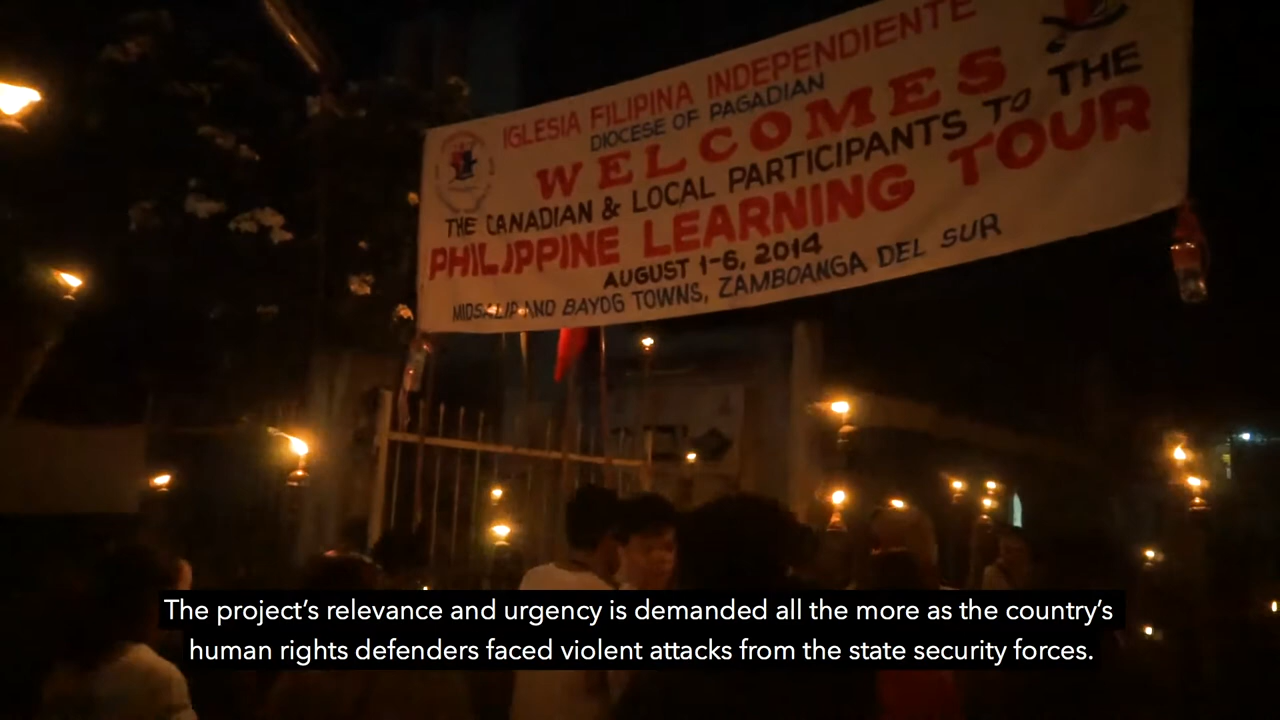 IGLESIA FILIPINA INDEPENDIENTE
DIOCESE OF PAGADIAN
WELCOMES
THE CANADIAN & LOCAL PARTICIPANTS TO THE
PHILIPPINE LEARNING TOUR
AUGUST 1-6, 2014
MIDSALIP AND BAYOG TOWNS, ZAMBOANGA DEL SUR
The project’s relevance and urgency is demanded all the more as the country’s
human rights defenders faced violent attacks from the state security forces.